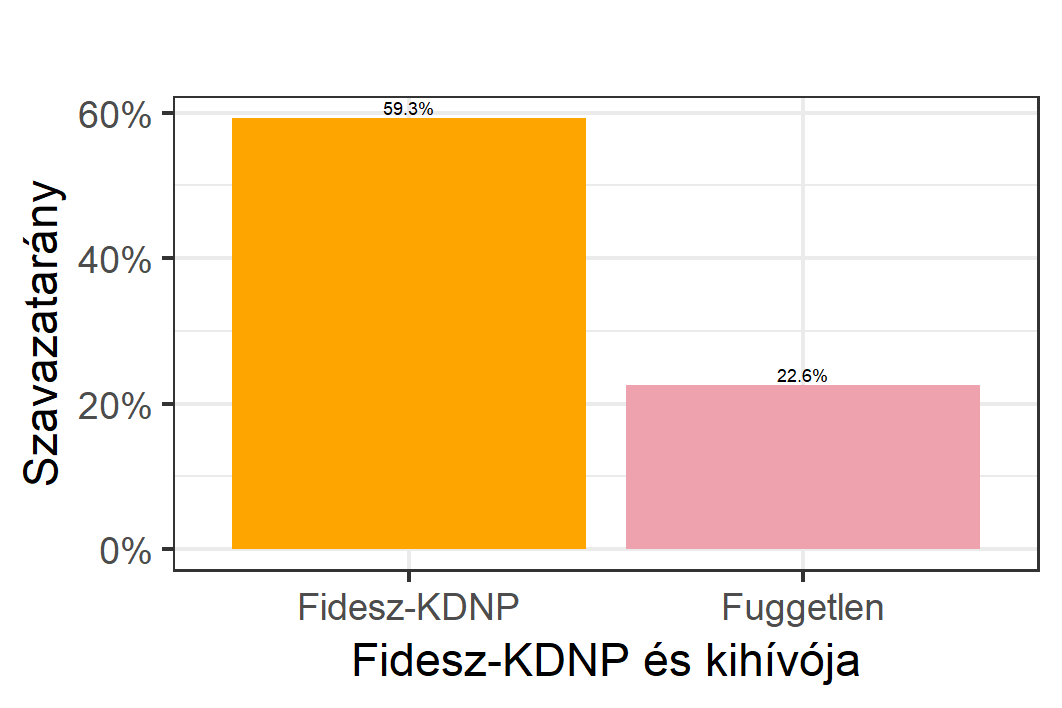 Szavazatarány
60%
40%
20%
0%
59.3%
22.6%
Fidesz-KDNP
Fuggetlen
Fidesz-KDNP és kihívója